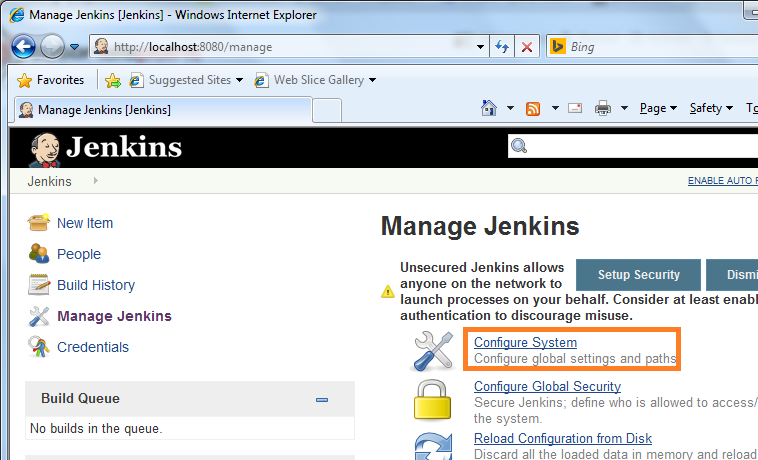 Manage Jenkins [Jenkins] - Windows Internet Explorer
http://localhost:8080/manage
Bing
Favorites Suggested Sites Web Slice Gallery
Manage Jenkins [Jenkins]
Page Safety
Jenkins
Jenkins
ENABLE AUTO
New Item
People
Build History
Manage Jenkins
Credentials
Build Queue
No builds in the queue.
Manage Jenkins
Unsecured Jenkins allows
anyone on the network to
launch processes on your behalf. Consider at least enabl
authentication to discourage misuse.
Setup Security
Dismi
Configure System
Configure global settings and paths
Configure Global Security
Secure Jenkins; define who is allowed to access/
the system.
Reload Configuration from Disk
Discard all the loaded data in memory and reload